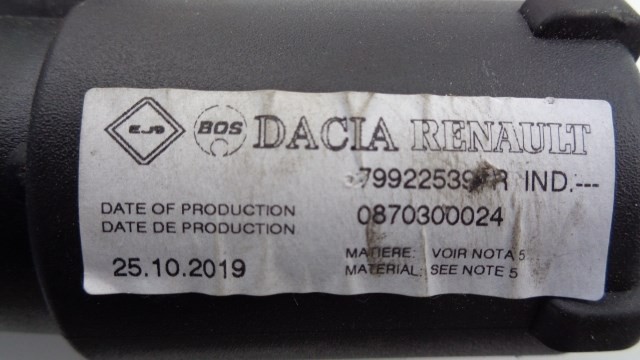 BOS DACIA RENAULT
IND.---
DATE OF PRODUCTION 0870300024
DATE DE PRODUCTION
25.10.2019
MATIERE: VOIR NOTA 5
MATERIAL: SEE NOTE 5